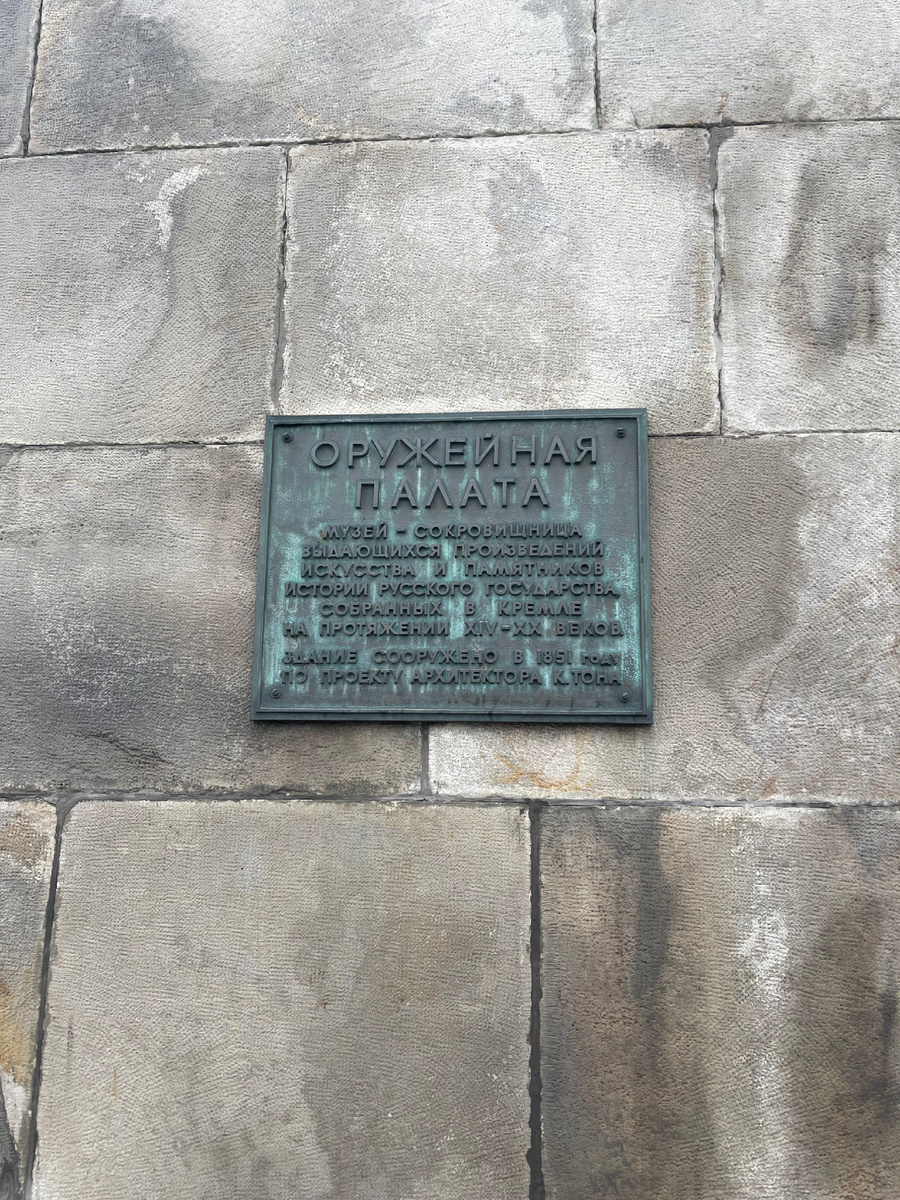 ОРУЖЕЙНАЯ
ПАЛАТА
МУЗЕЙ - СОКРОВИЩНИЦА
ВЫДАЮЩИХСЯ ПРОИЗВЕДЕНИЙ
ИСКУССТВА И ПАМЯТНИКОВ
ИСТОРИИ РУССКОГО ГОСУДАРСТВА,
СОБРАННЫХ В КРЕМЛЕ
НА ПРОТЯЖЕНИИ XIV-XX ВЕКОВ.
ЗДАНИЕ СООРУЖЕНО В 1851 году
ПО ПРОЕКТУ АРХИТЕКТОРА К.ТОНА